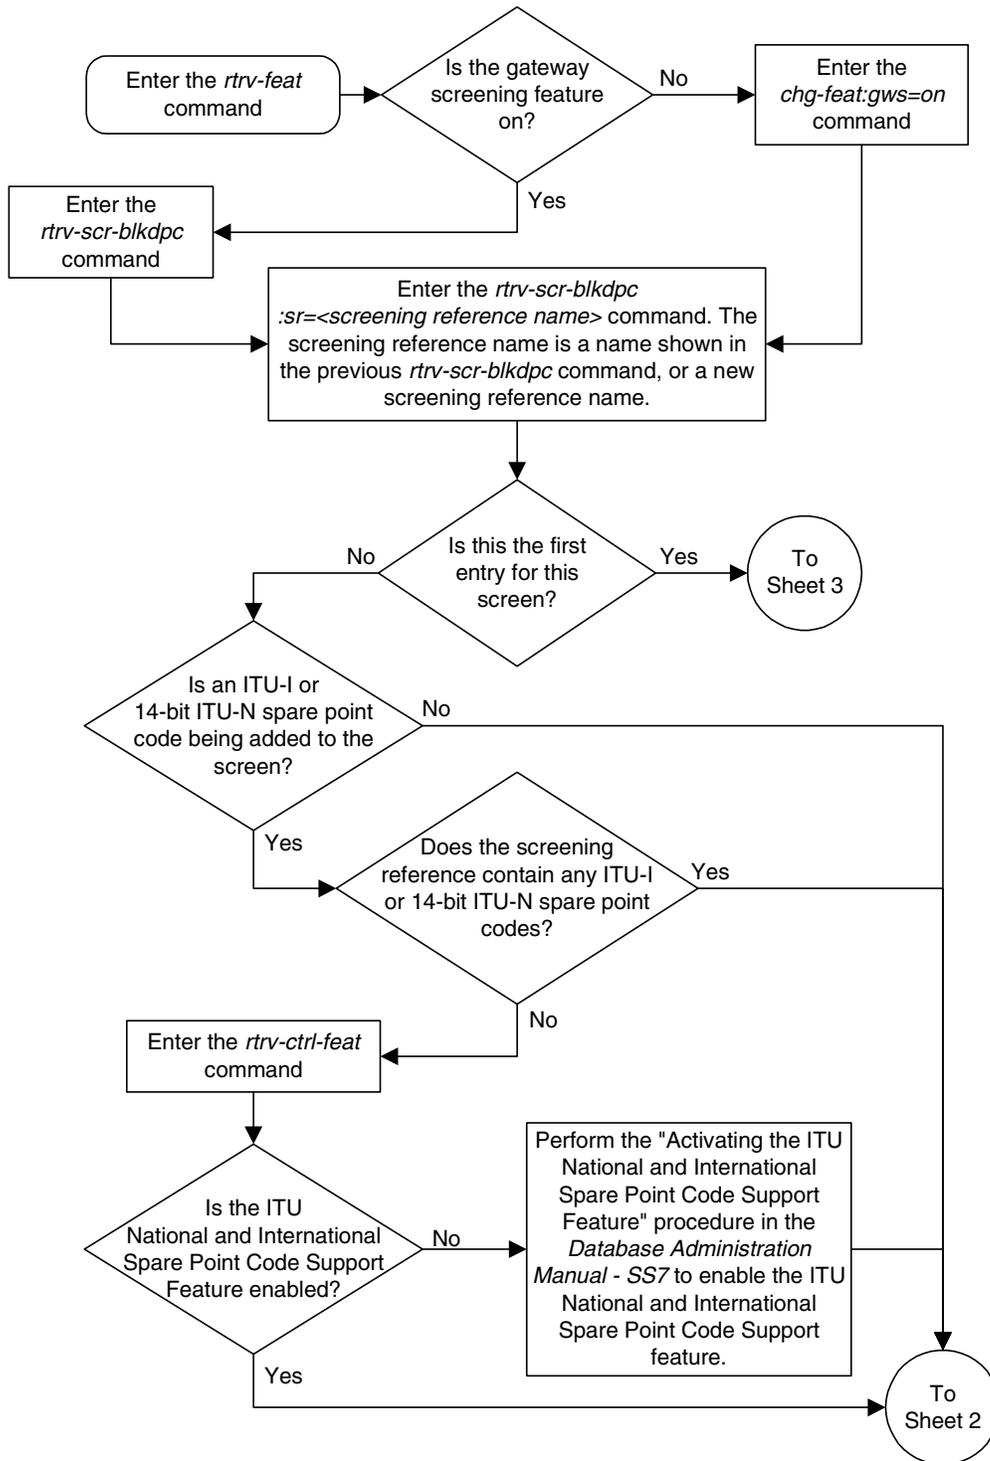 Enter the rtrv-feat
command
Is the gateway
screening feature
on?
No
Enter the
chg-feat:gws=on
command
Yes
Enter the
rtrv-scr-blkdpc
command
Enter the rtrv-scr-blkdpc
:sr=<screening reference name> command. The
screening reference name is a name shown in
the previous rtrv-scr-blkdpc command, or a new
screening reference name.
Is this the first
entry for this
screen?
No
Yes
To
Sheet 3
Is an ITU-I or
14-bit ITU-N spare point
code being added to the
screen?
No
Yes
Does the screening
reference contain any ITU-I
or 14-bit ITU-N spare point
codes?
Yes
No
Enter the rtrv-ctrl-feat
command
Is the ITU
National and International
Spare Point Code Support
Feature enabled?
No
Yes
Perform the "Activating the ITU
National and International
Spare Point Code Support
Feature" procedure in the
Database Administration
Manual - SS7 to enable the ITU
National and International
Spare Point Code Support
feature.
To
Sheet 2